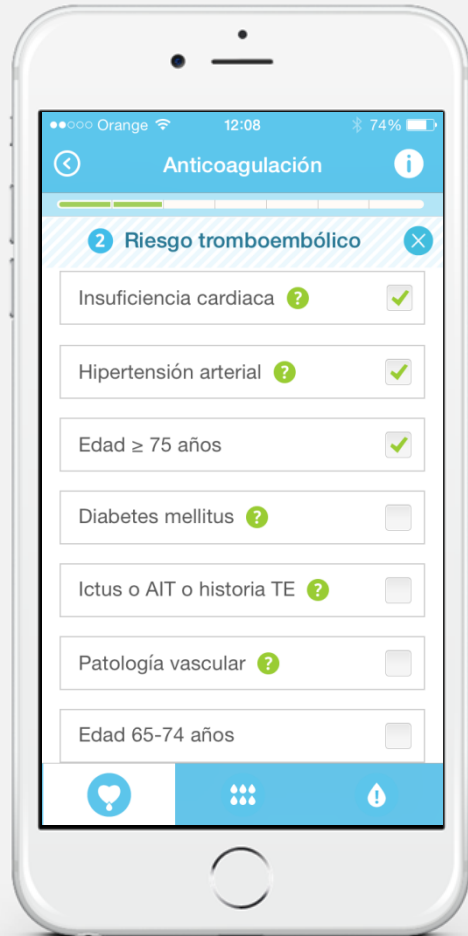 Orange 12:08 74%
Anticoagulación i
2 Riesgo tromboembólico
Insuficiencia cardiaca ?
Hipertensión arterial ?
Edad ≥ 75 años
Diabetes mellitus ?
Ictus o AIT o historia TE ?
Patología vascular ?
Edad 65-74 años